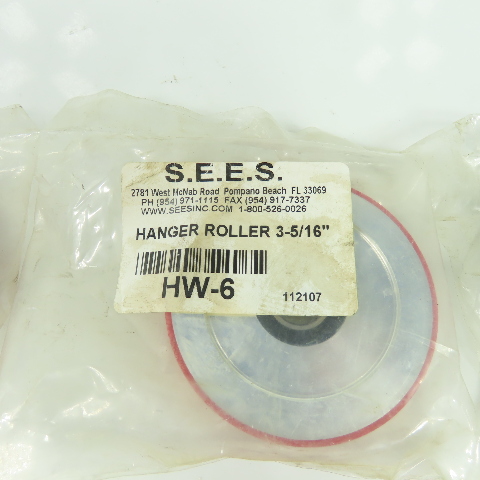 S.E.E.S.
2781 West McNab Road Pompano Beach FL 33069
PH (954) 971-1115 FAX (954) 917-7337
WWW.SEESINC.COM 1-800-526-0026
HANGER ROLLER 3-5/16"
HW-6
112107